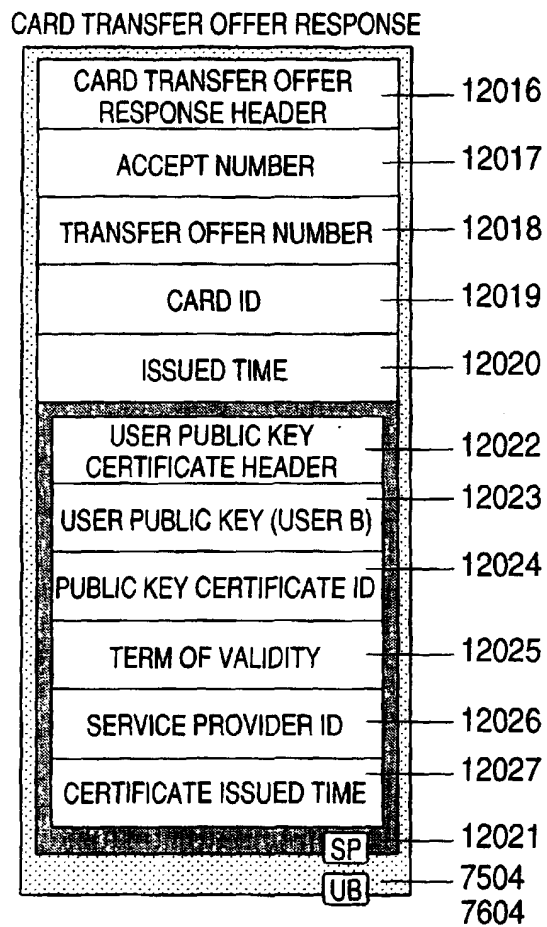 CARD TRANSFER OFFER RESPONSE
CARD TRANSFER OFFER
RESPONSE HEADER
12016
ACCEPT NUMBER
12017
TRANSFER OFFER NUMBER
12018
CARD ID
12019
ISSUED TIME
12020
USER PUBLIC KEY
CERTIFICATE HEADER
12022
USER PUBLIC KEY (USER B)
12023
PUBLIC KEY CERTIFICATE ID
12024
TERM OF VALIDITY
12025
SERVICE PROVIDER ID
12026
CERTIFICATE ISSUED TIME
12027
SP
12021
UB
7504
7604